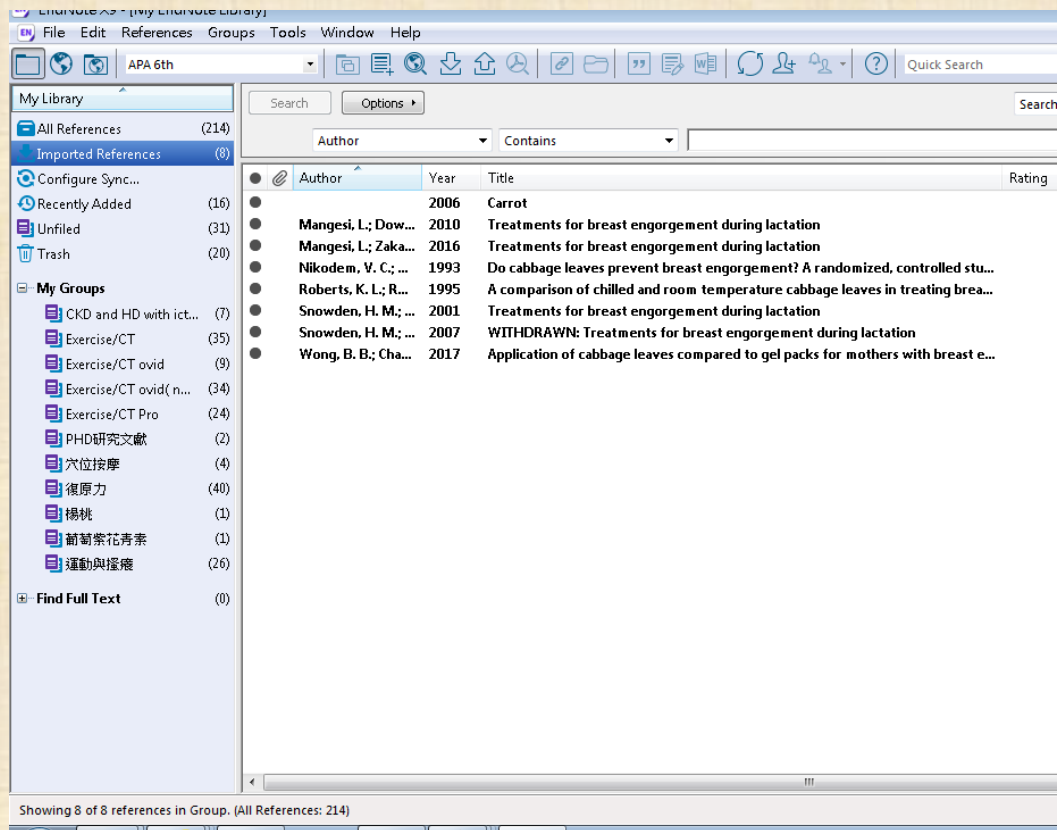 EndNote X9 - [My EndNote Library]
EN File Edit References Groups Tools Window Help
APA 6th Quick Search
My Library
All References (214)
Imported References (8)
Configure Sync...
Recently Added (16)
Unfiled (31)
Trash (20)
My Groups
CKD and HD with ict... (7)
Exercise/CT (35)
Exercise/CT ovid (9)
Exercise/CT ovid( n... (34)
Exercise/CT Pro (24)
PHD研究文獻 (2)
穴位按摩 (4)
復原力 (40)
楊桃 (1)
葡萄紫花青素 (1)
運動與搔癢 (26)
Find Full Text (0)
Search Options Search
Author Contains
Author Year Title Rating
2006 Carrot
Mangesi, L.; Dow... 2010 Treatments for breast engorgement during lactation
Mangesi, L.; Zaka... 2016 Treatments for breast engorgement during lactation
Nikodem, V. C.; ... 1993 Do cabbage leaves prevent breast engorgement? A randomized, controlled stu...
Roberts, K. L.; R... 1995 A comparison of chilled and room temperature cabbage leaves in treating brea...
Snowden, H. M.; ... 2001 Treatments for breast engorgement during lactation
Snowden, H. M.; ... 2007 WITHDRAWN: Treatments for breast engorgement during lactation
Wong, B. B.; Cha... 2017 Application of cabbage leaves compared to gel packs for mothers with breast e...
Showing 8 of 8 references in Group. (All References: 214)